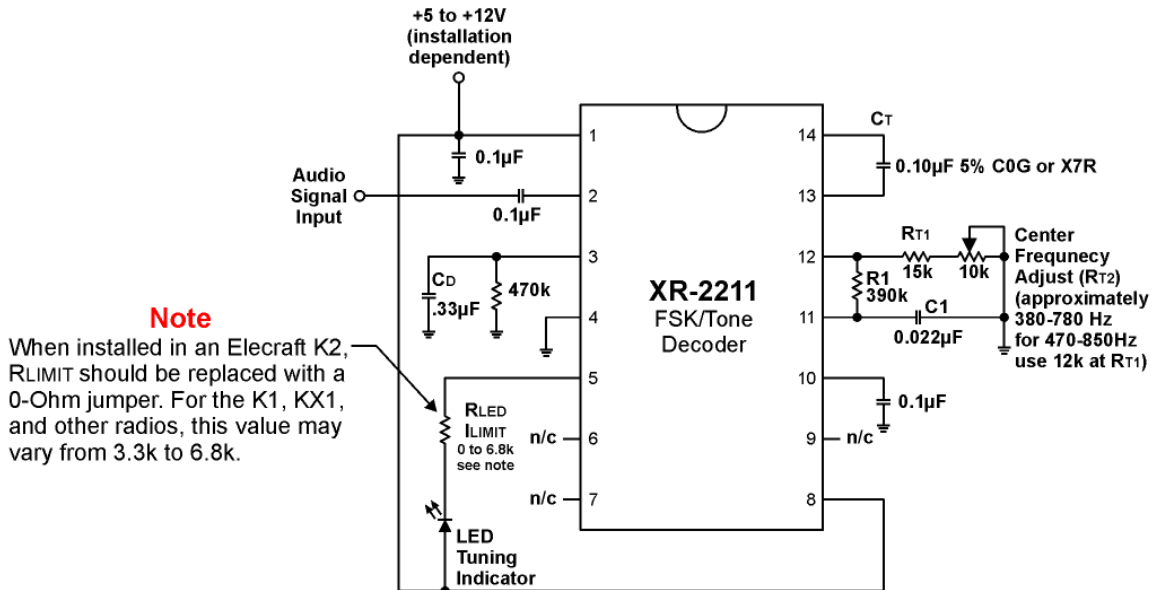 +5 to +12V
(installation
dependent)
1
14
CT
0.1µF
0.10µF 5% C0G or X7R
Audio
Signal
Input
2
13
0.1µF
3
12
RT1
15k
10k
Center
Frequnecy
Adjust (RT2)
(approximately
380-780 Hz
for 470-850Hz
use 12k at RT1)
CD
.33µF
470k
XR-2211
FSK/Tone
Decoder
R1
390k
C1
0.022µF
4
11
Note
When installed in an Elecraft K2,
RLIMIT should be replaced with a
0-Ohm jumper. For the K1, KX1,
and other radios, this value may
vary from 3.3k to 6.8k.
5
10
0.1µF
RLED
ILIMIT
0 to 6.8k
see note
n/c
6
9
n/c
n/c
7
8
LED
Tuning
Indicator